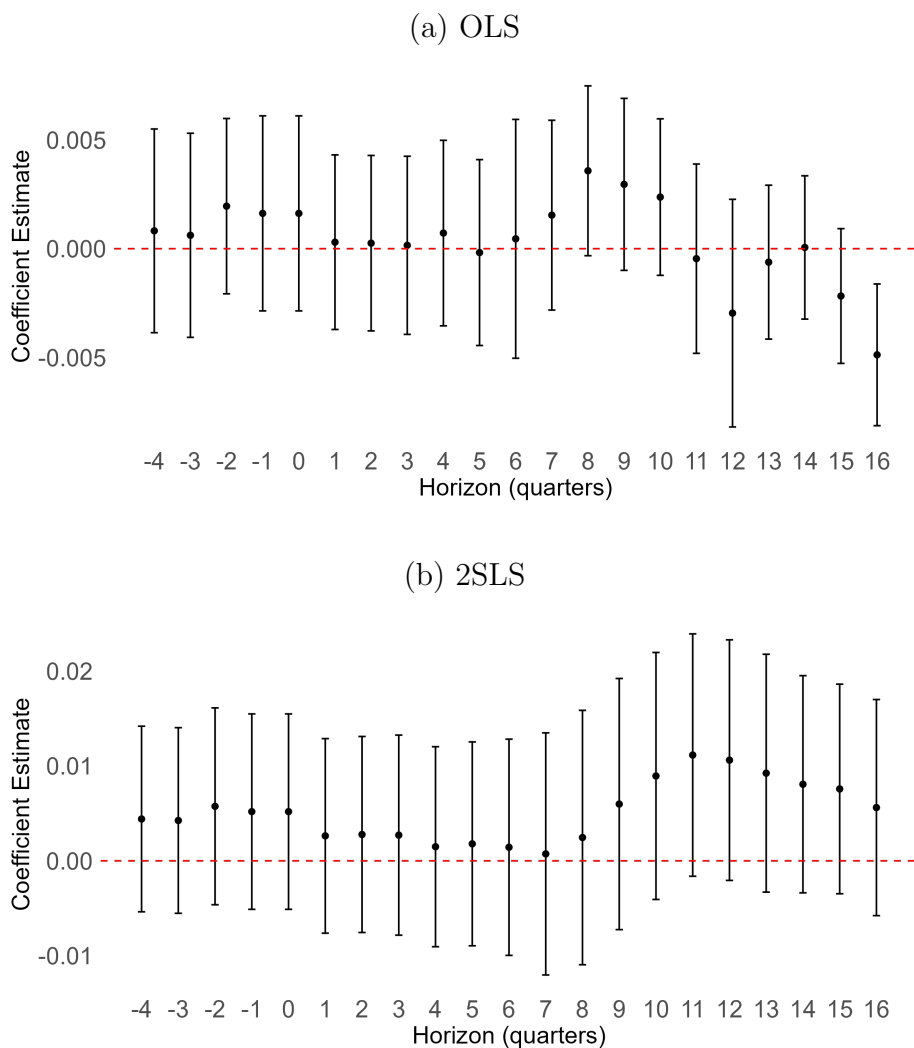 (a) OLS
Coefficient Estimate
0.005
0.000
-0.005
-4 -3 -2 -1 0 1 2 3 4 5 6 7 8 9 10 11 12 13 14 15 16
Horizon (quarters)
(b) 2SLS
Coefficient Estimate
0.02
0.01
0.00
-0.01
-4 -3 -2 -1 0 1 2 3 4 5 6 7 8 9 10 11 12 13 14 15 16
Horizon (quarters)